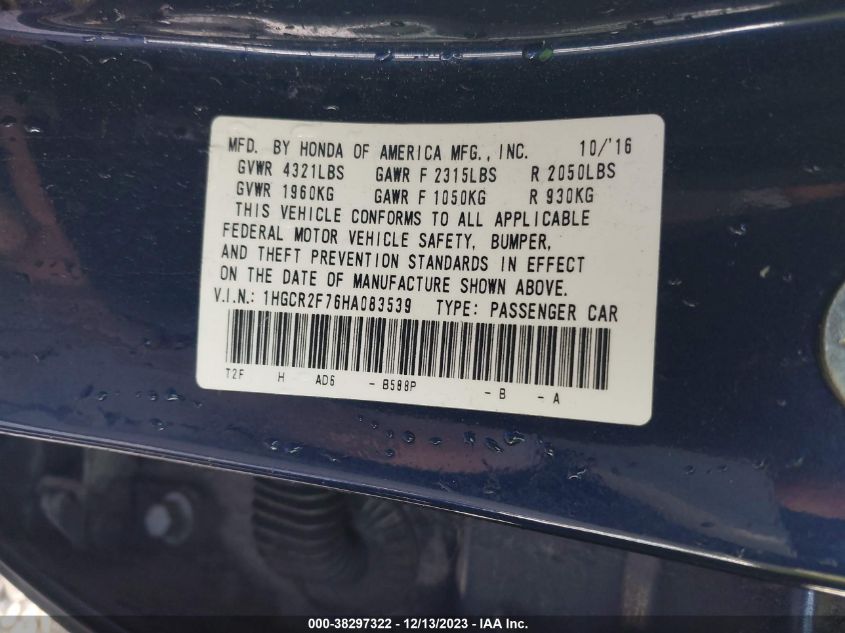 MFD. BY HONDA OF AMERICA MFG., INC. 10/'16
GVWR 4321LBS GAWR F 2315LBS R 2050LBS
GVWR 1960KG GAWR F 1050KG R 930KG
THIS VEHICLE CONFORMS TO ALL APPLICABLE
FEDERAL MOTOR VEHICLE SAFETY, BUMPER,
AND THEFT PREVENTION STANDARDS IN EFFECT
ON THE DATE OF MANUFACTURE SHOWN ABOVE.
V.I.N.: 1HGCR2F76HA083539 TYPE: PASSENGER CAR
T2F H AD6 - B588P - B - A
000-38297322 - 12/13/2023 - IAA Inc.